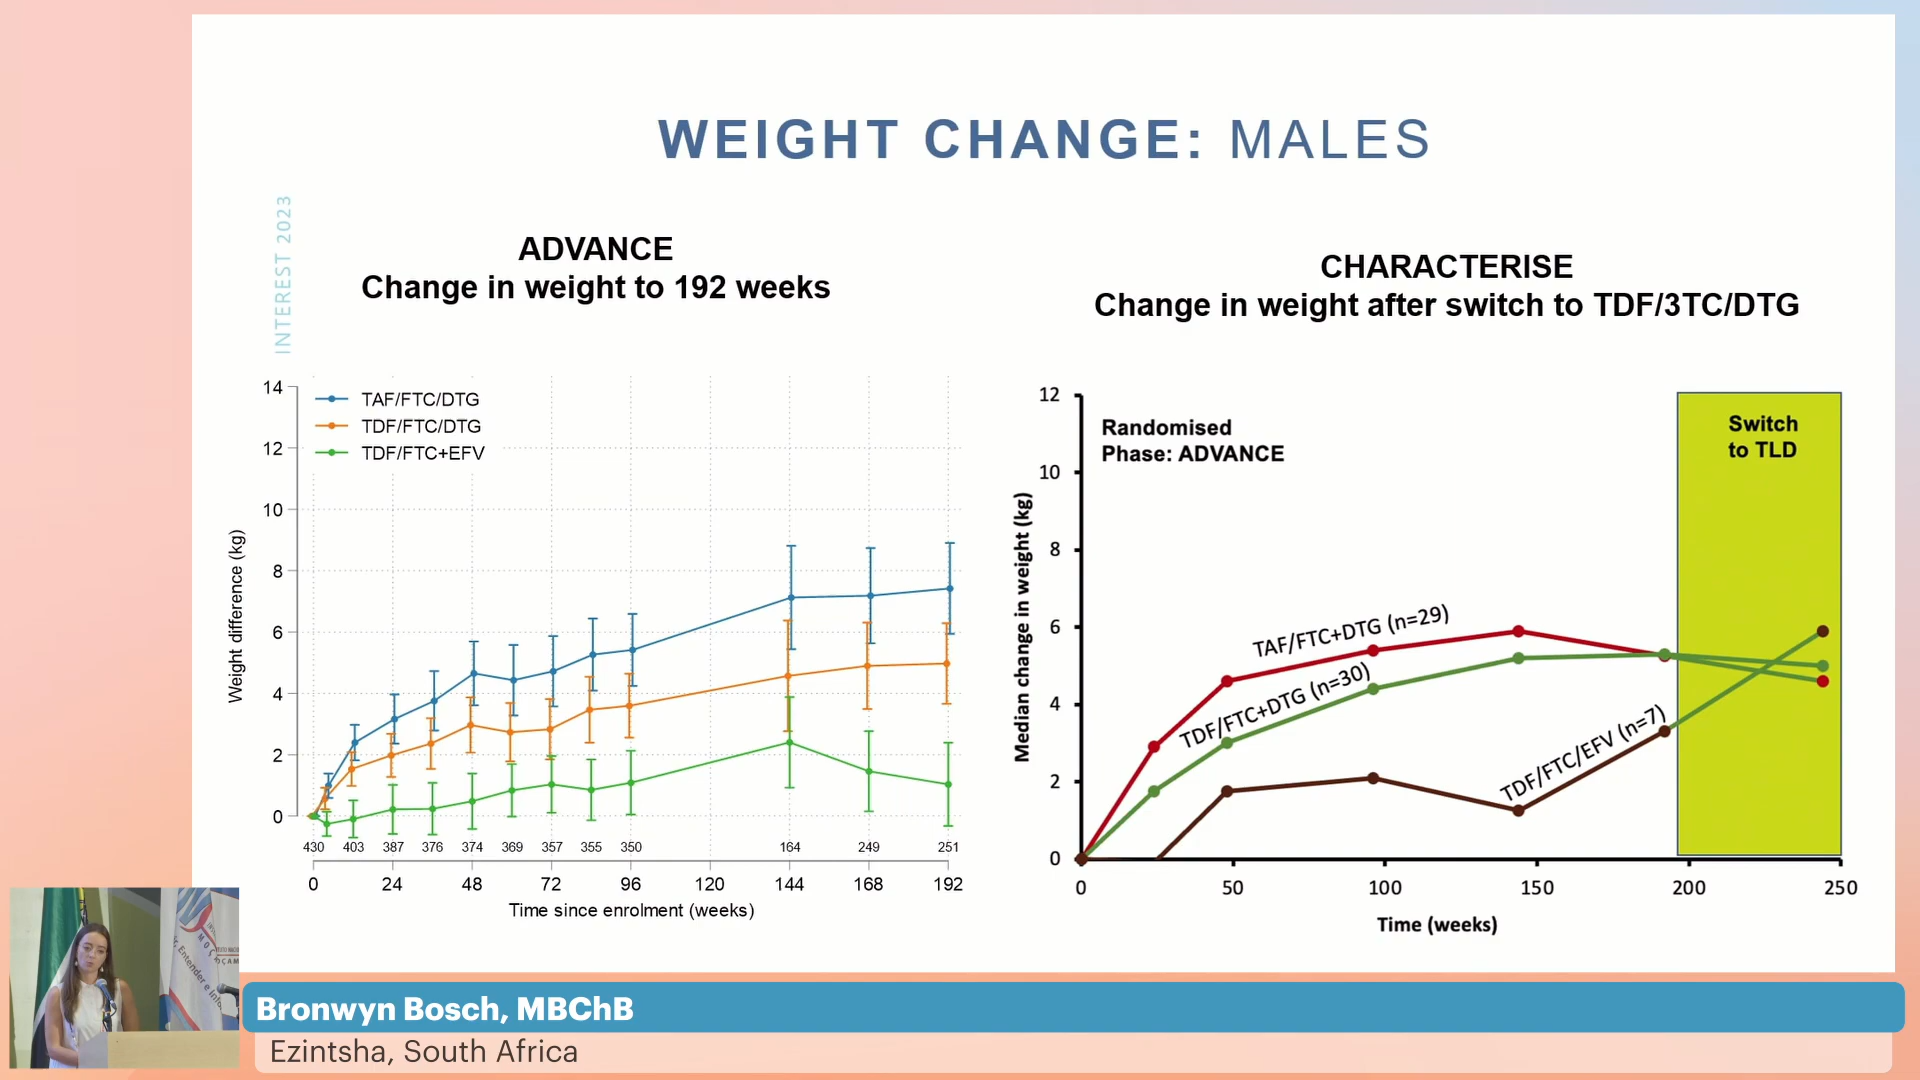 WEIGHT CHANGE: MALES
INTEREST 2023
ADVANCE
Change in weight to 192 weeks
14
12
10
8
6
4
2
0
Weight difference (kg)
TAF/FTC/DTG
TDF/FTC/DTG
TDF/FTC+EFV
430 403 387 376 374 369 357 355 350 164 249 251
0 24 48 72 96 120 144 168 192
Time since enrolment (weeks)
CHARACTERISE
Change in weight after switch to TDF/3TC/DTG
12
10
8
6
4
2
0
Median change in weight (kg)
Randomised
Phase: ADVANCE
Switch
to TLD
TAF/FTC+DTG (n=29)
TDF/FTC+DTG (n=30)
TDF/FTC/EFV (n=7)
0 50 100 150 200 250
Time (weeks)
Bronwyn Bosch, MBChB
Ezintsha, South Africa